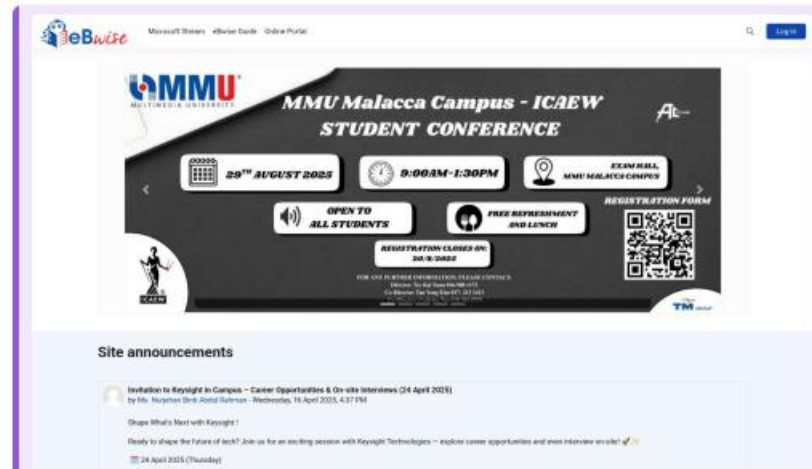 eBwise
Microsoft Stream eBwise Guide Online Portal
Log in
MMU
MULTIMEDIA UNIVERSITY
MMU Malacca Campus - ICAEW
STUDENT CONFERENCE
29TH AUGUST 2025
9:00AM-1:30PM
EXAM HALL,
MMU MALACCA CAMPUS
OPEN TO
ALL STUDENTS
FREE REFRESHMENT
AND LUNCH
REGISTRATION FORM
REGISTRATION CLOSES ON:
20/8/2025
FOR ANY FURTHER INFORMATION, PLEASE CONTACT:
ICAEW
TM
Site announcements
Invitation to Keysight in Campus – Career Opportunities & On-site Interviews (24 April 2025)
by Ms. Nurjehan Binti Abdul Rahman - Wednesday, 16 April 2025, 4:37 PM
Shape What's Next with Keysight !
Ready to shape the future of tech? Join us for an exciting session with Keysight Technologies — explore career opportunities and even interview on-site! 🚀✨
24 April 2025 (Thursday)